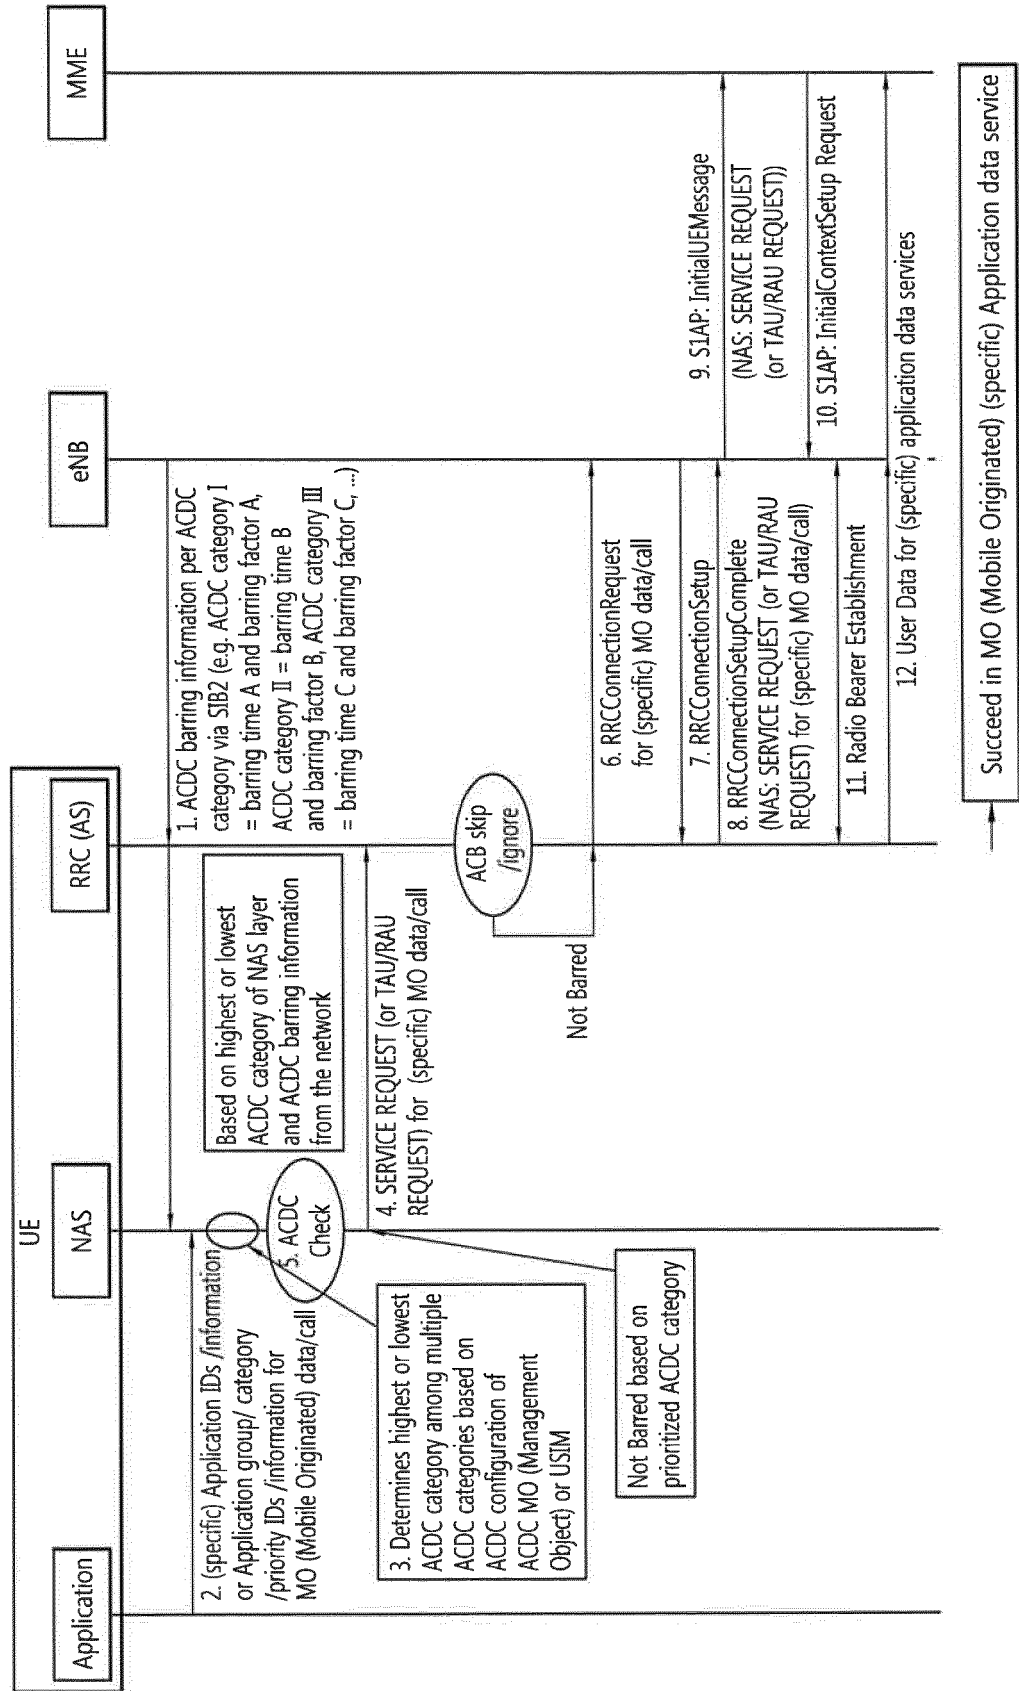 UE
Application
NAS
RRC (AS)
eNB
MME
1. ACDC barring information per ACDC
category via SIB2 (e.g. ACDC category I
= barring time A and barring factor A,
ACDC category II = barring time B
and barring factor B, ACDC category III
= barring time C and barring factor C, ...)
2. (specific) Application IDs /information
or Application group/ category
/priority IDs /information for
MO (Mobile Originated) data/call
Based on highest or lowest
ACDC category of NAS layer
and ACDC barring information
from the network
5. ACDC
Check
3. Determines highest or lowest
ACDC category among multiple
ACDC categories based on
ACDC configuration of
ACDC MO (Management
Object) or USIM
4. SERVICE REQUEST (or TAU/RAU
REQUEST) for (specific) MO data/call
Not Barred based on
prioritized ACDC category
ACB skip
/ignore
Not Barred
6. RRCConnectionRequest
for (specific) MO data/call
7. RRCConnectionSetup
8. RRCConnectionSetupComplete
(NAS: SERVICE REQUEST (or TAU/RAU
REQUEST) for (specific) MO data/call)
9. S1AP: InitialUEMessage
(NAS: SERVICE REQUEST
(or TAU/RAU REQUEST))
10. S1AP: InitialContextSetup Request
11. Radio Bearer Establishment
12. User Data for (specific) application data services
Succeed in MO (Mobile Originated) (specific) Application data service